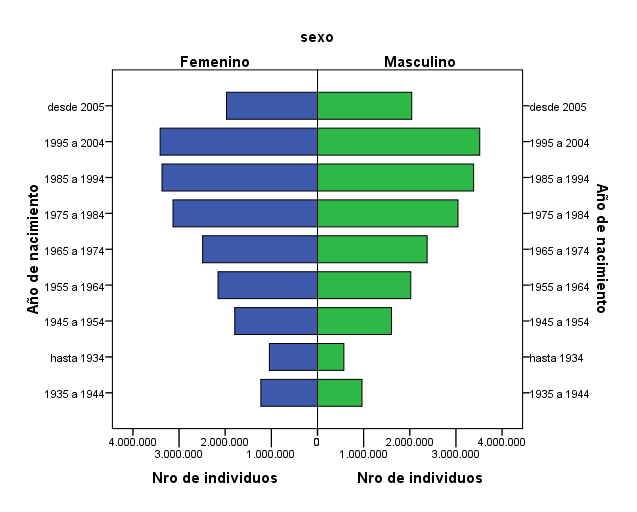 sexo
Femenino
Masculino
Año de nacimiento
desde 2005
1995 a 2004
1985 a 1994
1975 a 1984
1965 a 1974
1955 a 1964
1945 a 1954
hasta 1934
1935 a 1944
desde 2005
1995 a 2004
1985 a 1994
1975 a 1984
1965 a 1974
1955 a 1964
1945 a 1954
hasta 1934
1935 a 1944
Año de nacimiento
4.000.000 2.000.000 0 2.000.000 4.000.000
3.000.000 1.000.000 1.000.000 3.000.000
Nro de individuos
Nro de individuos